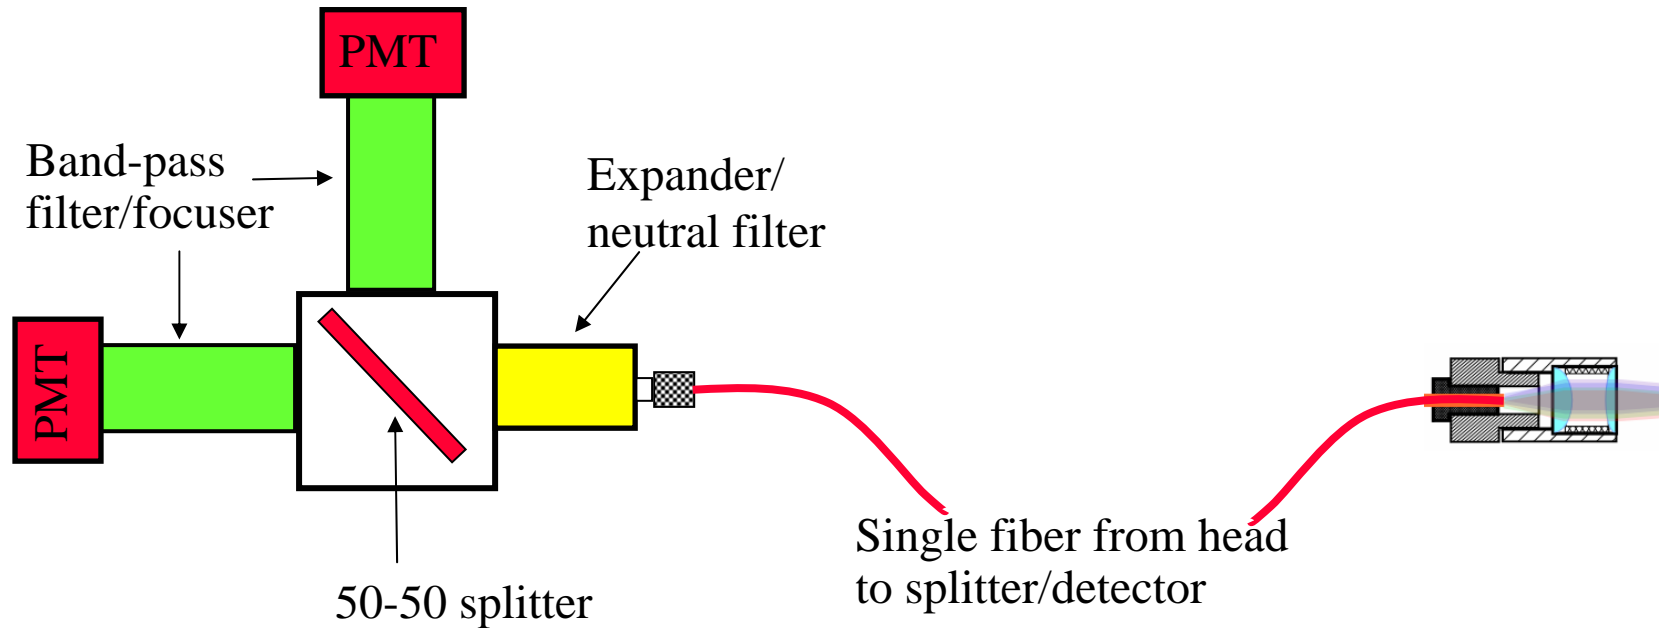 PMT
Band-pass
filter/focuser
Expander/
neutral filter
PMT
Single fiber from head
to splitter/detector
50-50 splitter